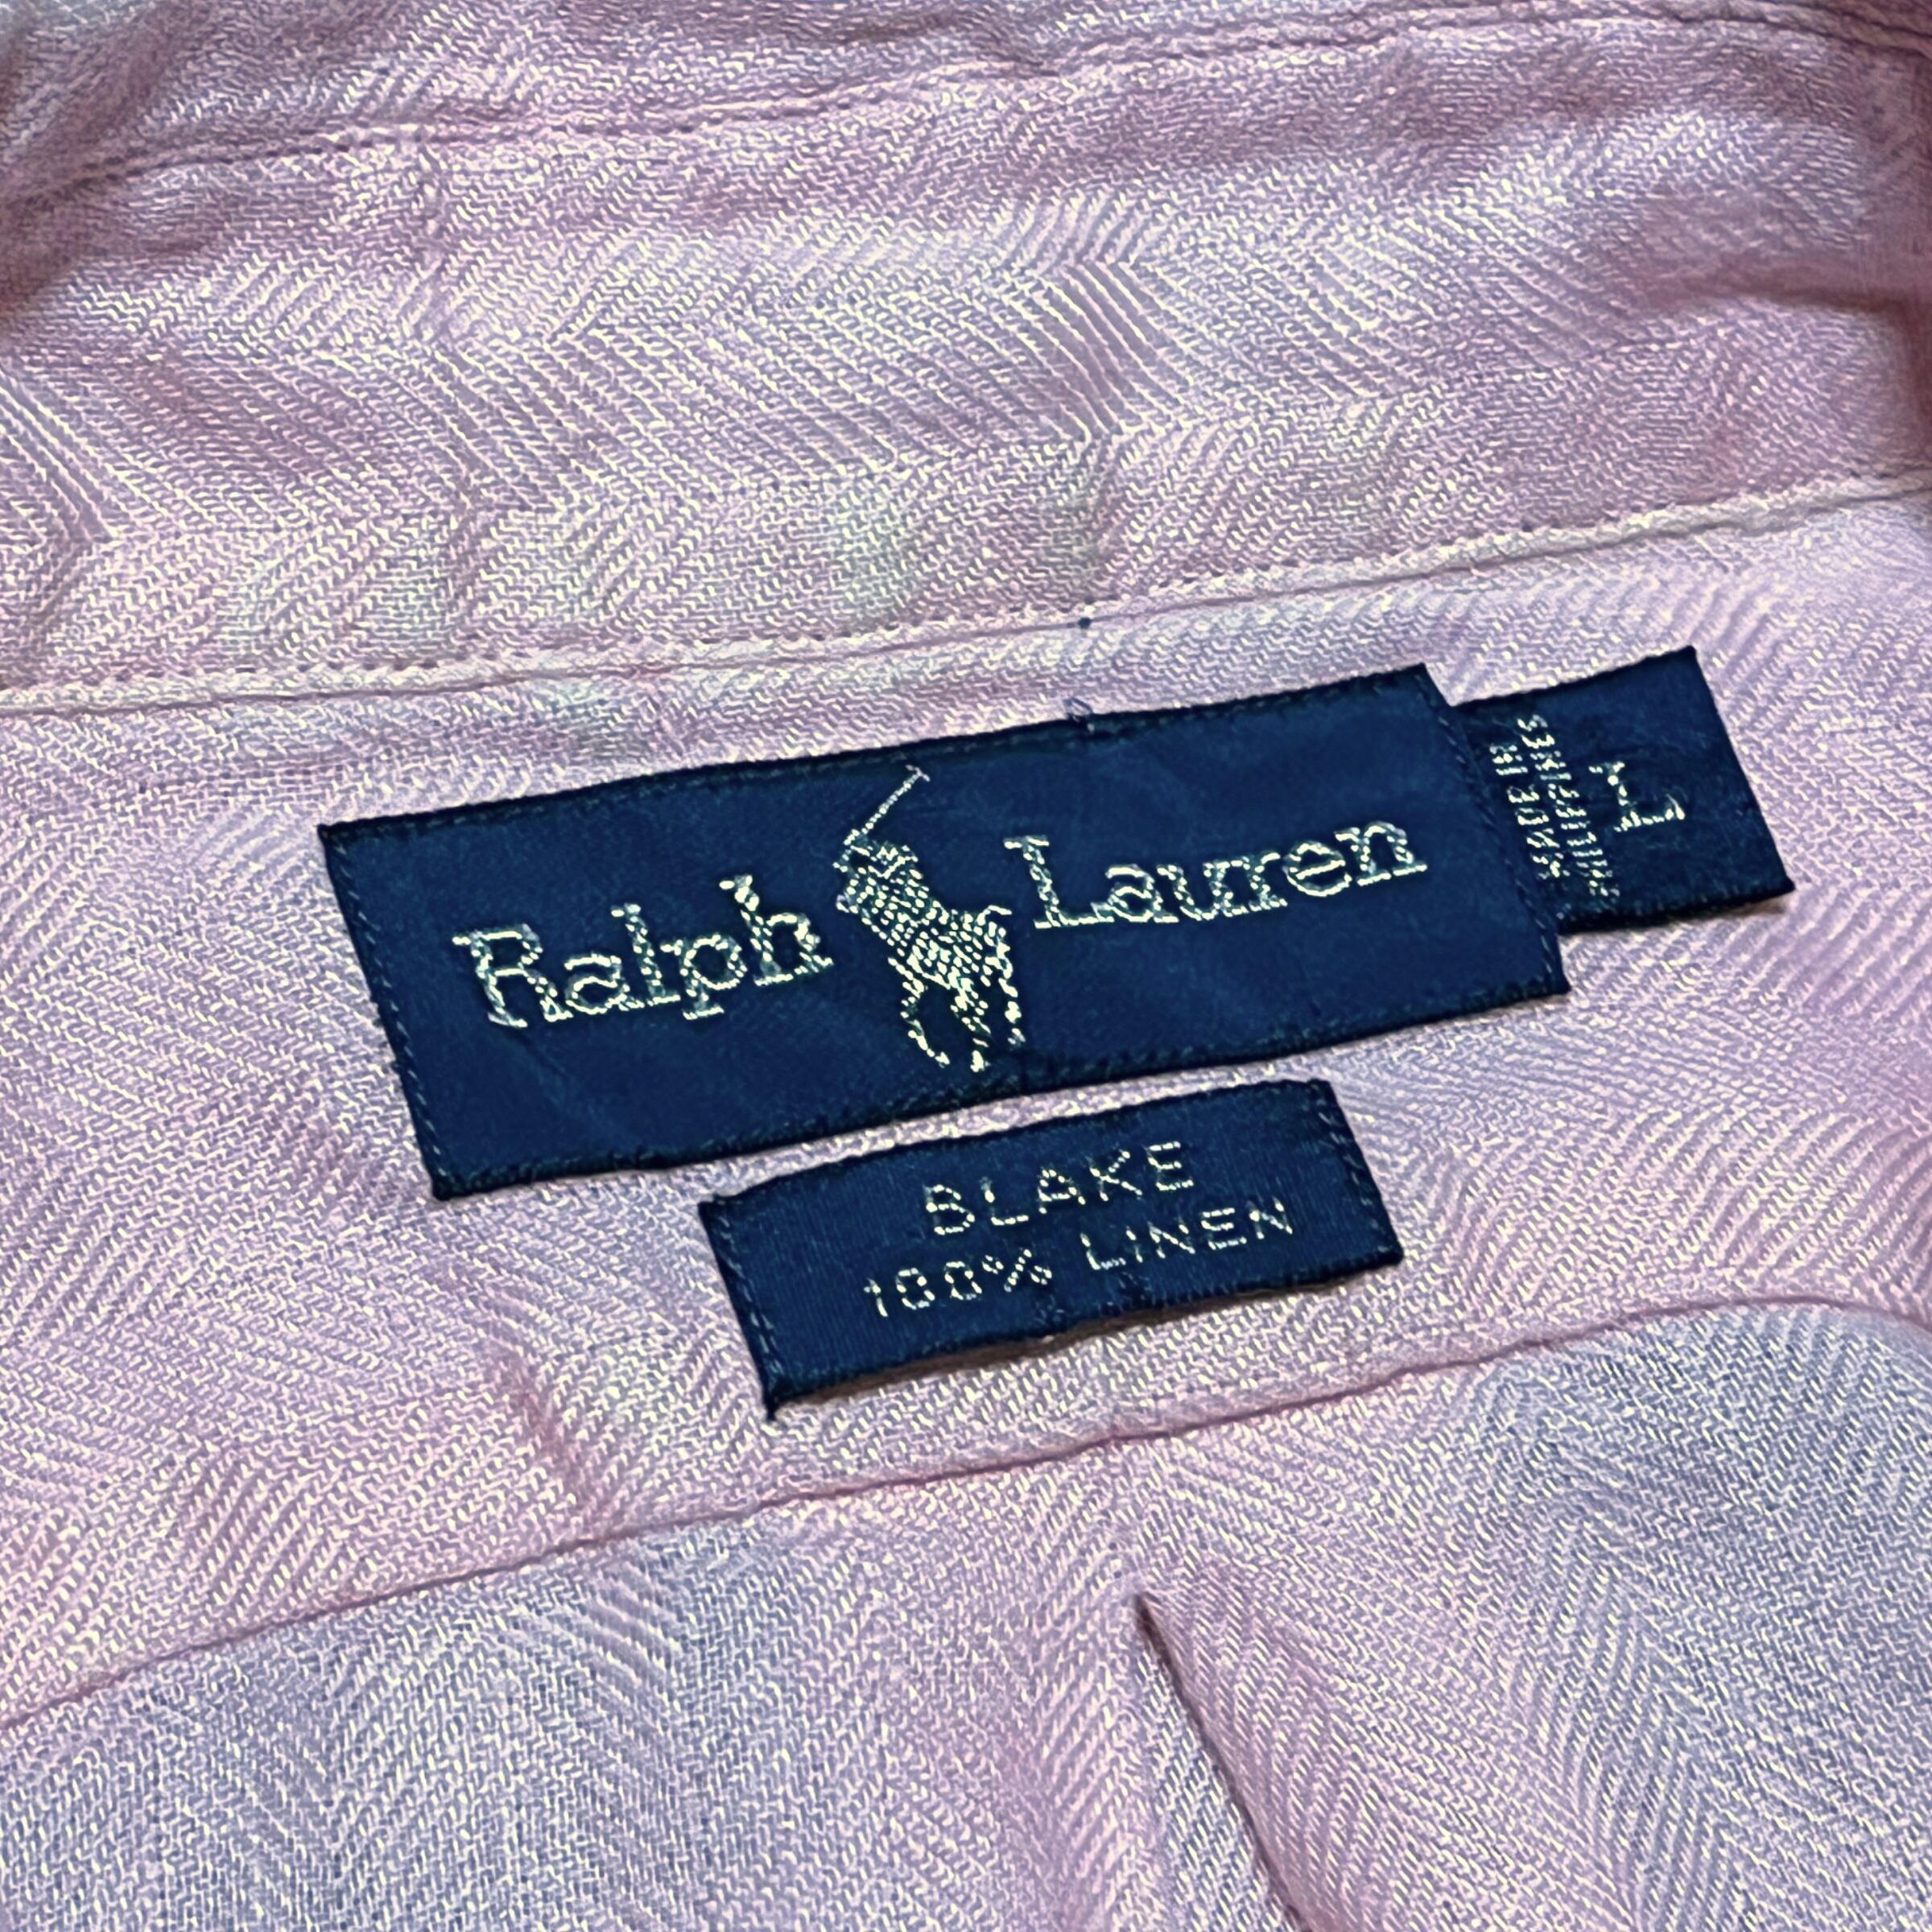 Ralph Lauren
MADE IN
PHILIPPINES
L
BLAKE
100% LINEN